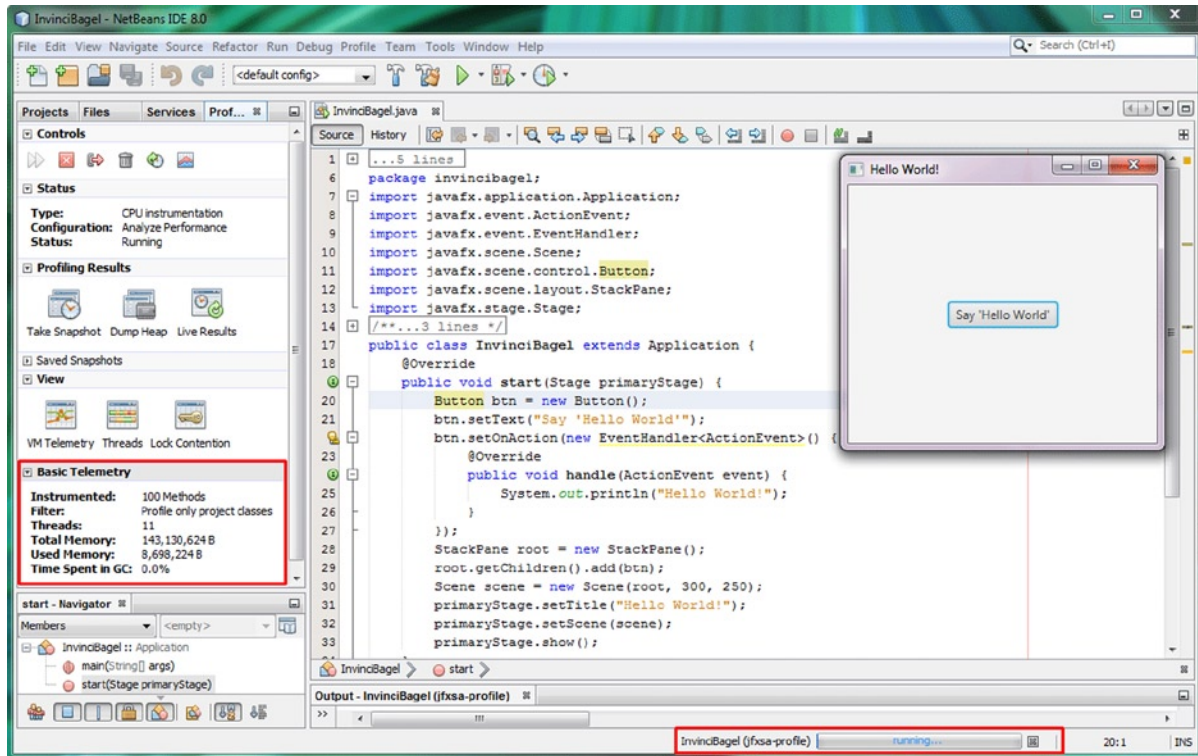 InvinciBagel - NetBeans IDE 8.0
File Edit View Navigate Source Refactor Run Debug Profile Team Tools Window Help
Search (Ctrl+I)
<default config>
Projects Files Services Prof...
InvinciBagel.java
Controls
Source History
Status
Type: CPU instrumentation
Configuration: Analyze Performance
Status: Running
Profiling Results
Take Snapshot Dump Heap Live Results
Saved Snapshots
View
VM Telemetry Threads Lock Contention
Basic Telemetry
Instrumented: 100 Methods
Filter: Profile only project classes
Threads: 11
Total Memory: 143,130,624 B
Used Memory: 8,698,224 B
Time Spent in GC: 0.0%
start - Navigator
Members <empty>
InvinciBagel :: Application
main(String[] args)
start(Stage primaryStage)
1 ...5 lines
6 package invincibagel;
7 import javafx.application.Application;
8 import javafx.event.ActionEvent;
9 import javafx.event.EventHandler;
10 import javafx.scene.Scene;
11 import javafx.scene.control.Button;
12 import javafx.scene.layout.StackPane;
13 import javafx.stage.Stage;
14 /**...3 lines */
17 public class InvinciBagel extends Application {
18 @Override
public void start(Stage primaryStage) {
20 Button btn = new Button();
21 btn.setText("Say 'Hello World'");
btn.setOnAction(new EventHandler<ActionEvent>() {
23 @Override
public void handle(ActionEvent event) {
25 System.out.println("Hello World!");
26 }
27 });
28 StackPane root = new StackPane();
29 root.getChildren().add(btn);
30 Scene scene = new Scene(root, 300, 250);
31 primaryStage.setTitle("Hello World!");
32 primaryStage.setScene(scene);
33 primaryStage.show();
Hello World!
Say 'Hello World'
InvinciBagel start
Output - InvinciBagel (jfxsa-profile)
InvinciBagel (jfxsa-profile) running...
20:1 INS